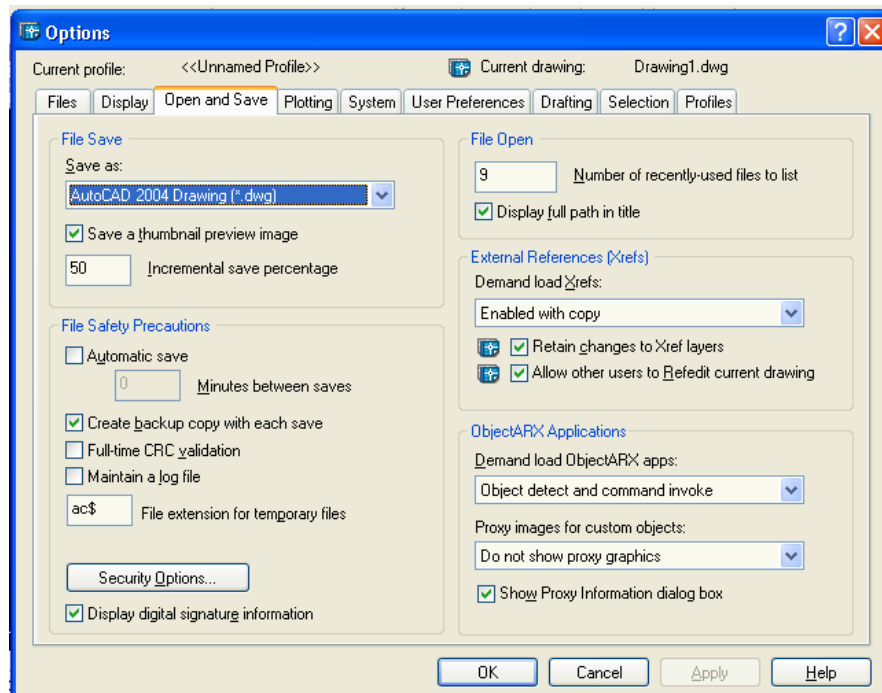 Options
Current profile: <<Unnamed Profile>> Current drawing: Drawing1.dwg
Files Display Open and Save Plotting System User Preferences Drafting Selection Profiles
File Save
Save as:
AutoCAD 2004 Drawing (*.dwg)
Save a thumbnail preview image
50 Incremental save percentage
File Safety Precautions
Automatic save
0 Minutes between saves
Create backup copy with each save
Full-time CRC validation
Maintain a log file
ac$ File extension for temporary files
Security Options...
Display digital signature information
File Open
9 Number of recently-used files to list
Display full path in title
External References (Xrefs)
Demand load Xrefs:
Enabled with copy
Retain changes to Xref layers
Allow other users to Refedit current drawing
ObjectARX Applications
Demand load ObjectARX apps:
Object detect and command invoke
Proxy images for custom objects:
Do not show proxy graphics
Show Proxy Information dialog box
OK Cancel Apply Help